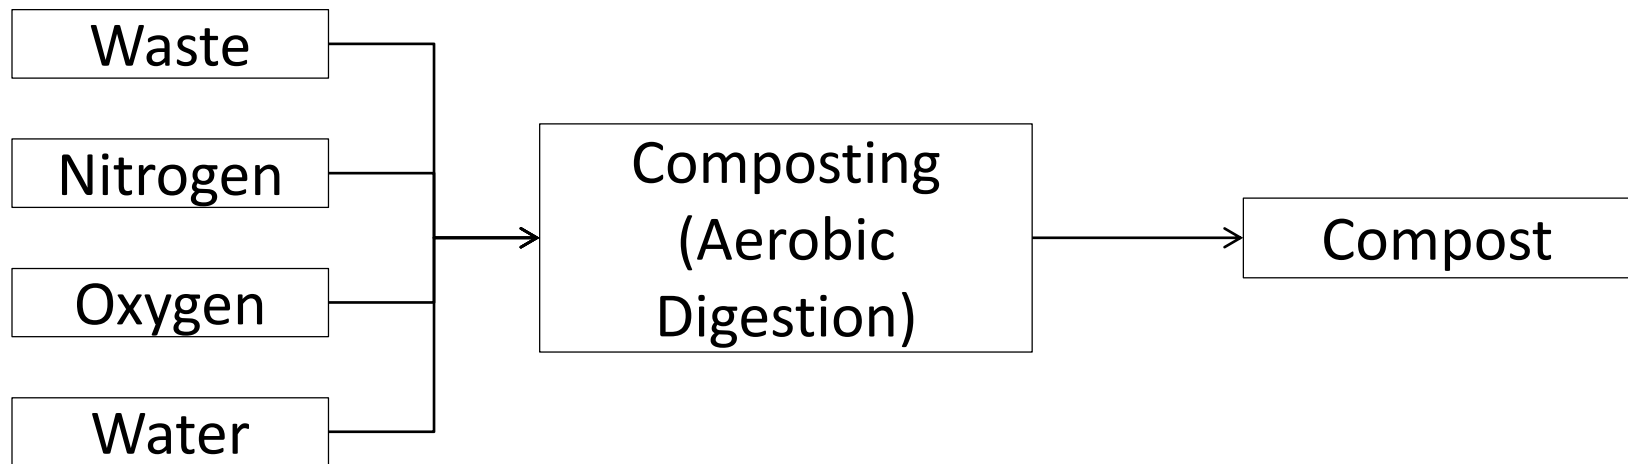 Waste
Nitrogen
Oxygen
Water
Composting
(Aerobic
Digestion)
Compost